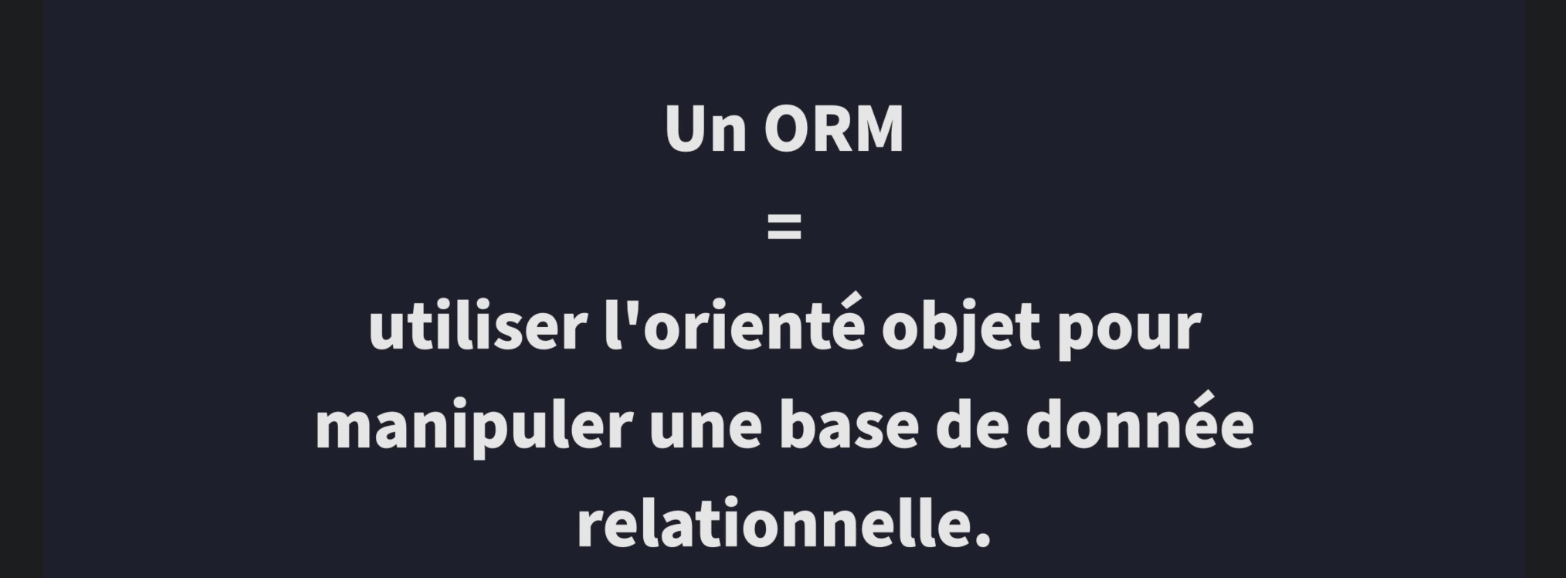 Un ORM
=
utiliser l'orienté objet pour
manipuler une base de donnée
relationnelle.